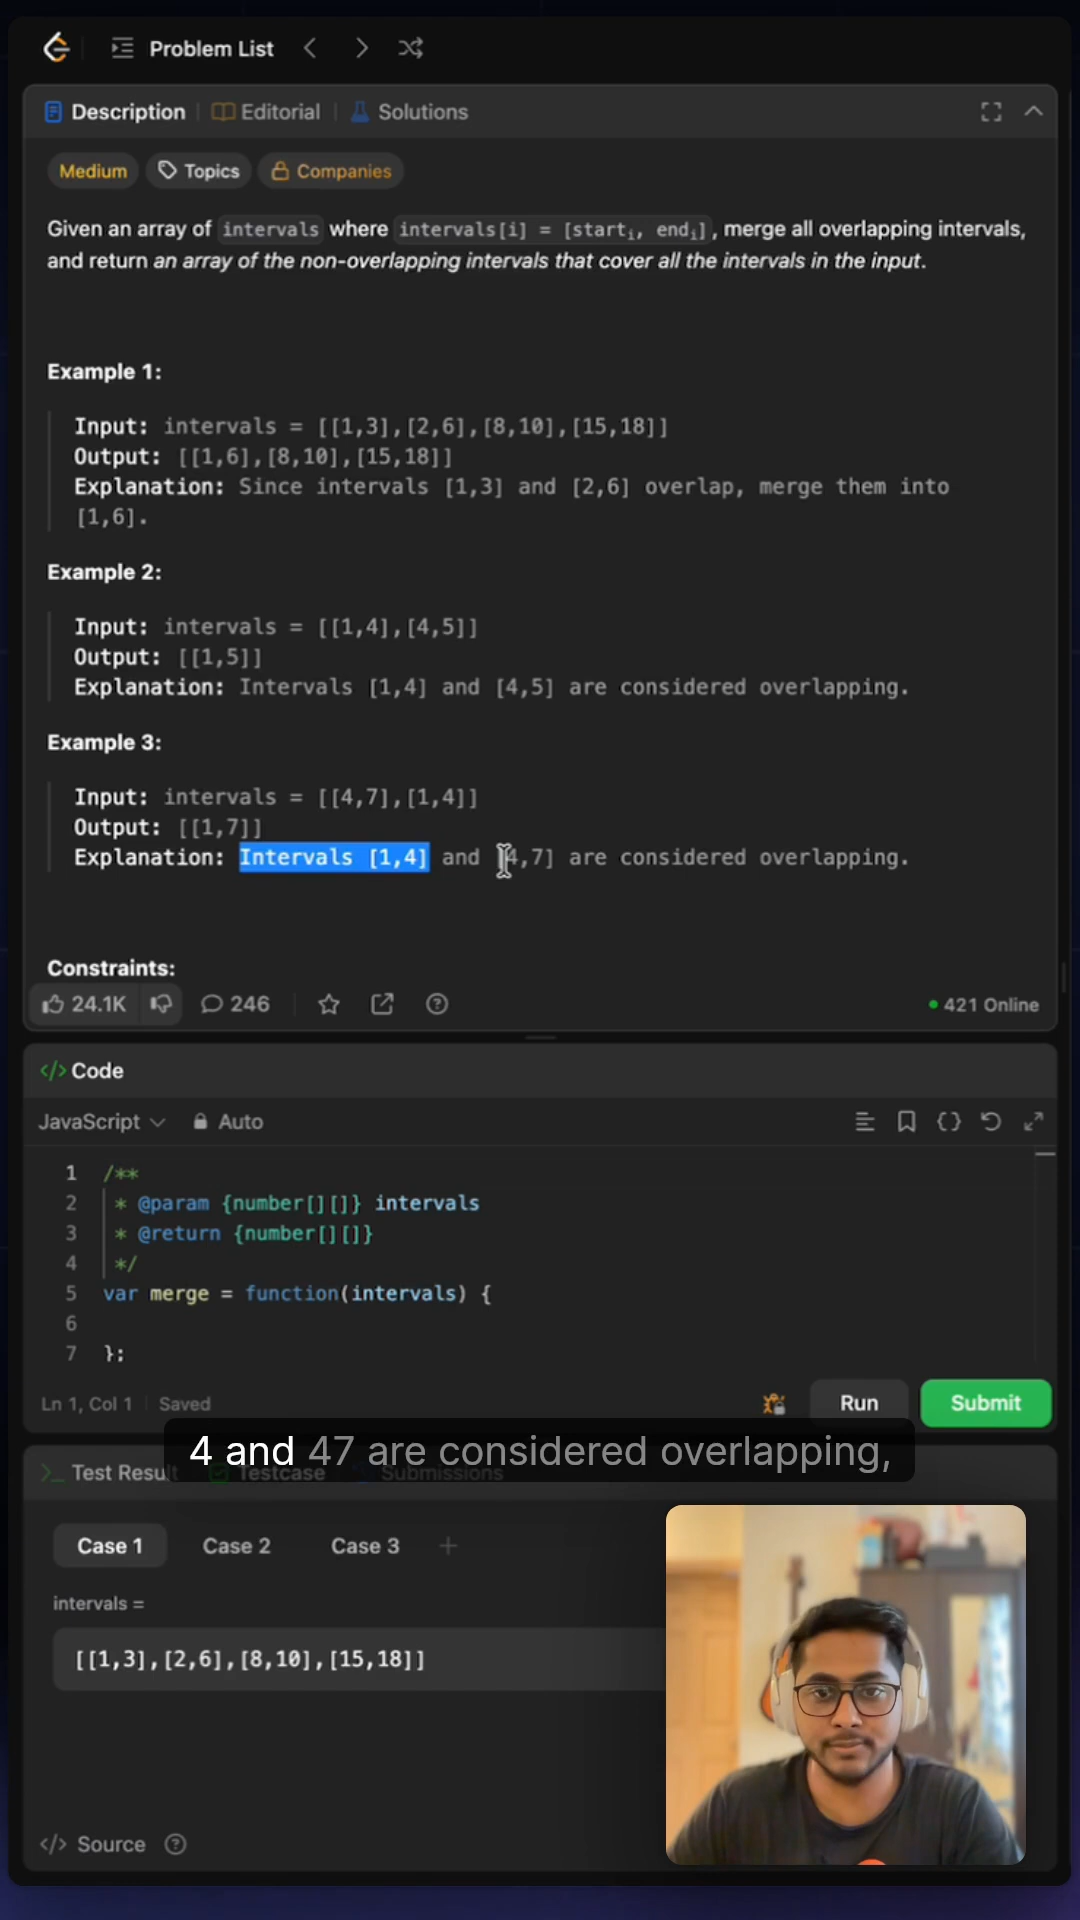 Problem List
Description Editorial Solutions
Medium Topics Companies
Given an array of intervals where intervals[i] = [starti, endi], merge all overlapping intervals,
and return an array of the non-overlapping intervals that cover all the intervals in the input.
Example 1:
Input: intervals = [[1,3],[2,6],[8,10],[15,18]]
Output: [[1,6],[8,10],[15,18]]
Explanation: Since intervals [1,3] and [2,6] overlap, merge them into
[1,6].
Example 2:
Input: intervals = [[1,4],[4,5]]
Output: [[1,5]]
Explanation: Intervals [1,4] and [4,5] are considered overlapping.
Example 3:
Input: intervals = [[4,7],[1,4]]
Output: [[1,7]]
Explanation: Intervals [1,4] and [4,7] are considered overlapping.
Constraints:
24.1K 246 421 Online
</> Code
JavaScript Auto
1 /**
2 * @param {number[][]} intervals
3 * @return {number[][]}
4 */
5 var merge = function(intervals) {
6
7 };
Ln 1, Col 1 Saved Run Submit
4 and 47 are considered overlapping,
Test Result Testcase Submissions
Case 1 Case 2 Case 3 +
intervals =
[[1,3],[2,6],[8,10],[15,18]]
</> Source